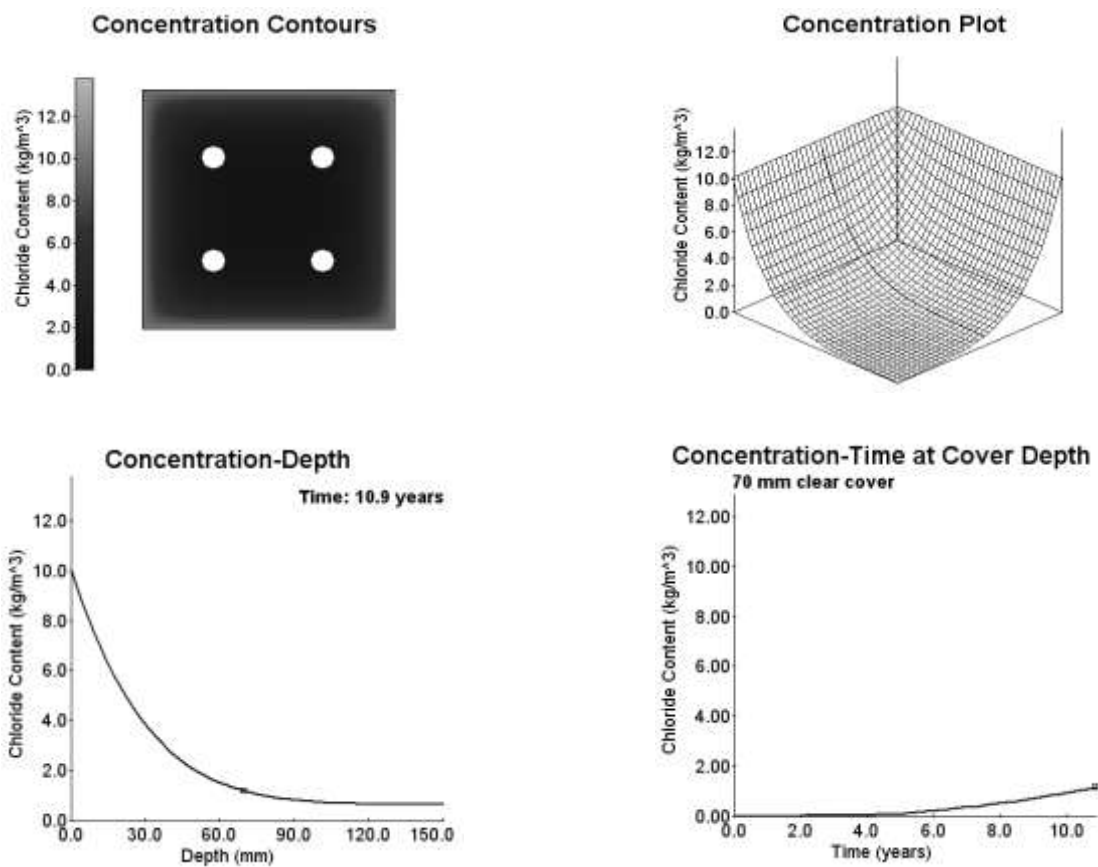 Concentration Contours
Chloride Content (kg/m^3)
12.0
10.0
8.0
6.0
4.0
2.0
0.0
Concentration Plot
Chloride Content (kg/m^3)
12.0
10.0
8.0
6.0
4.0
2.0
0.0
Concentration-Depth
Time: 10.9 years
Chloride Content (kg/m^3)
12.0
10.0
8.0
6.0
4.0
2.0
0.0
0.0 30.0 60.0 90.0 120.0 150.0
Depth (mm)
Concentration-Time at Cover Depth
70 mm clear cover
Chloride Content (kg/m^3)
12.00
10.00
8.00
6.00
4.00
2.00
0.00
0.0 2.0 4.0 6.0 8.0 10.0
Time (years)